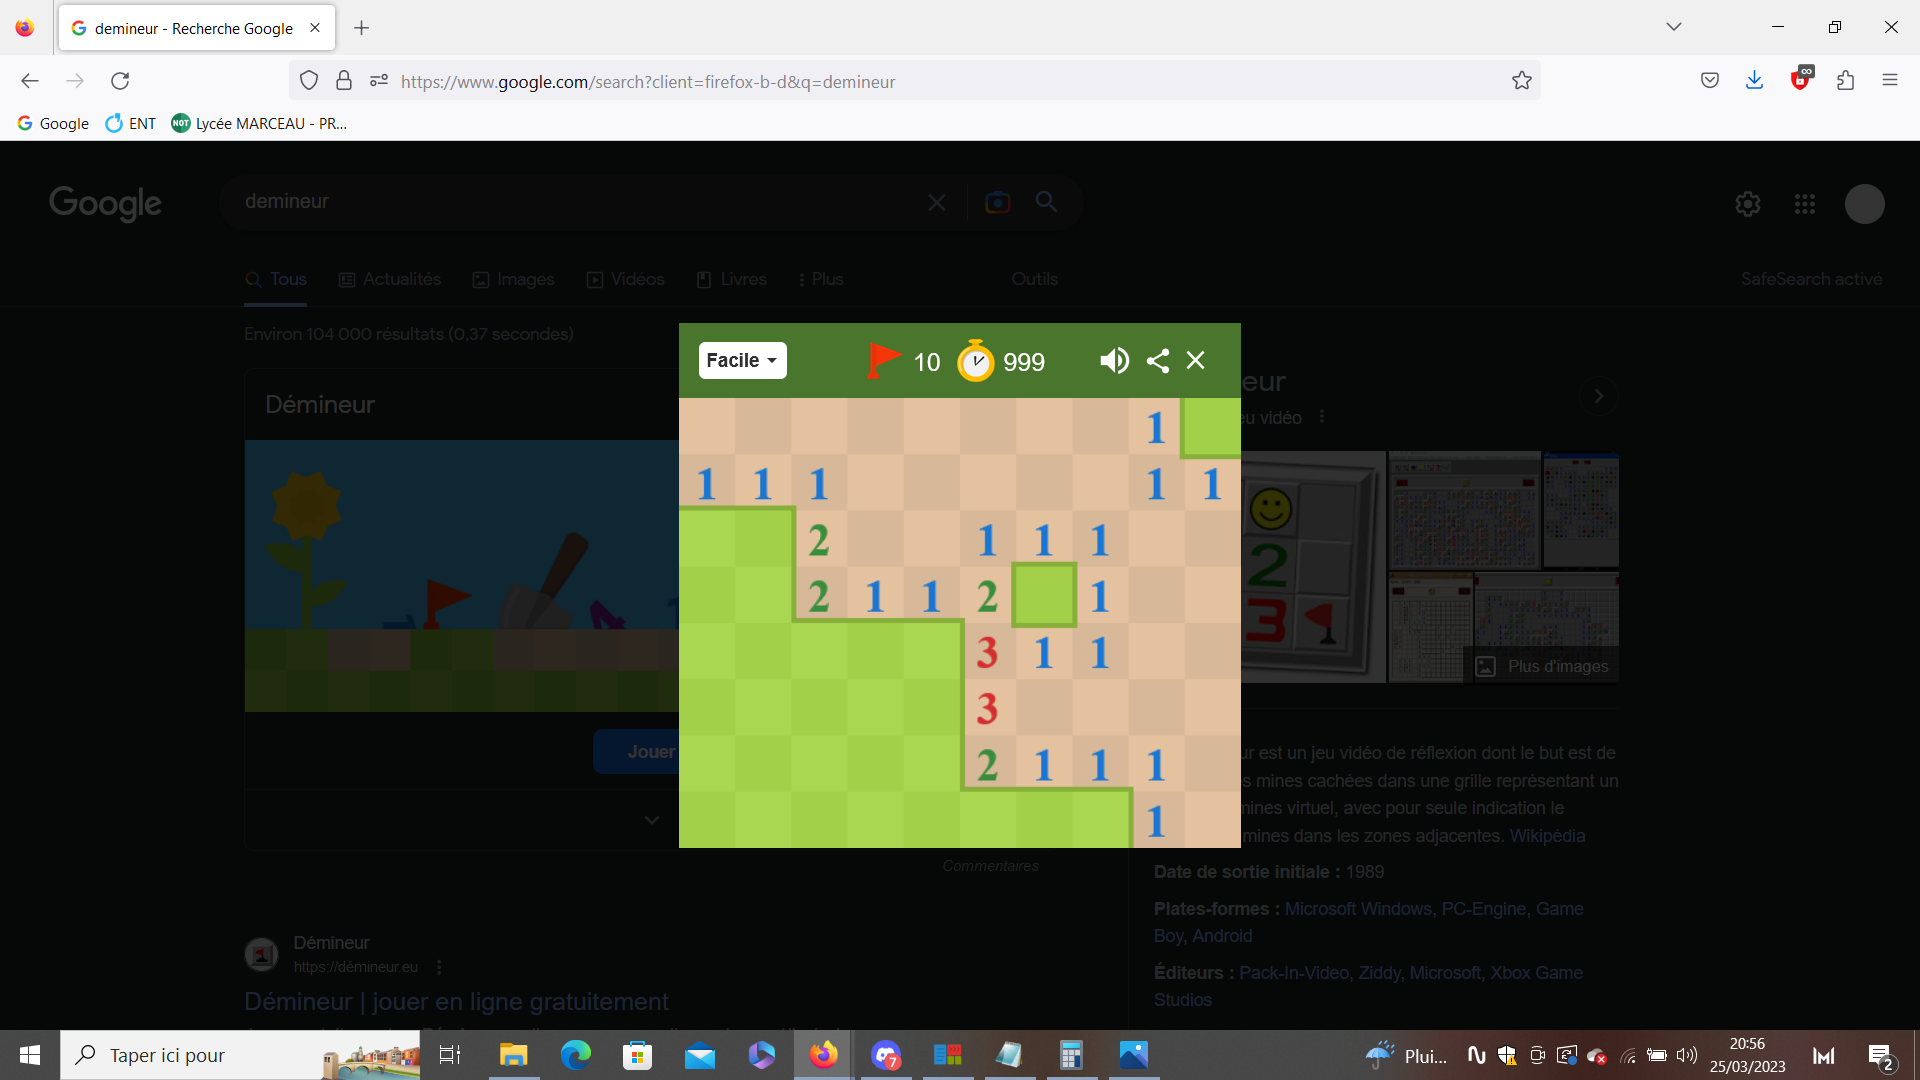 demineur - Recherche Google
https://www.google.com/search?client=firefox-b-d&q=demineur
Google
ENT
NOT
Lycée MARCEAU - PR...
Google
demineur
Tous
Actualités
Images
Vidéos
Livres
Plus
Outils
SafeSearch activé
Environ 104 000 résultats (0,37 secondes)
Démineur
Facile
10
999
eur
eu vidéo
1
1 1 1 1 1
2 1 1 1
2 1 1 2 1
3 1 1
3
2 1 1 1
1
2
3
Plus d'images
Jouer
ur est un jeu vidéo de réflexion dont le but est de
s mines cachées dans une grille représentant un
mines virtuel, avec pour seule indication le
mines dans les zones adjacentes. Wikipédia
Commentaires
Date de sortie initiale : 1989
Plates-formes : Microsoft Windows, PC-Engine, Game
Boy, Android
Éditeurs : Pack-In-Video, Ziddy, Microsoft, Xbox Game
Studios
Démineur
https://démineur.eu
Démineur | jouer en ligne gratuitement
Taper ici pour
7
Plui...
20:56
25/03/2023
2